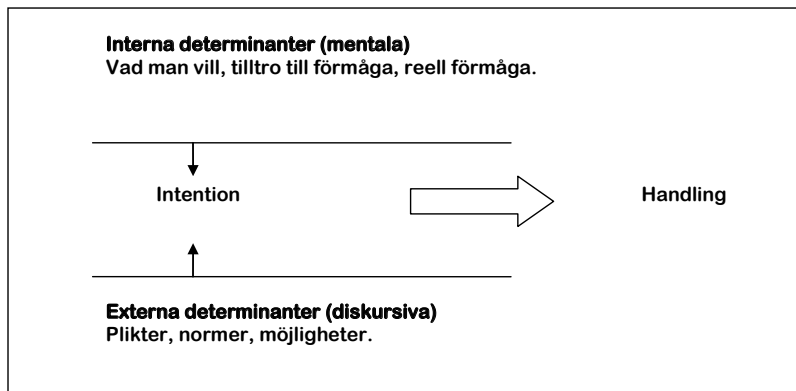 Interna determinanter (mentala)
Vad man vill, tilltro till förmåga, reell förmåga.
Intention
Handling
Externa determinanter (diskursiva)
Plikter, normer, möjligheter.